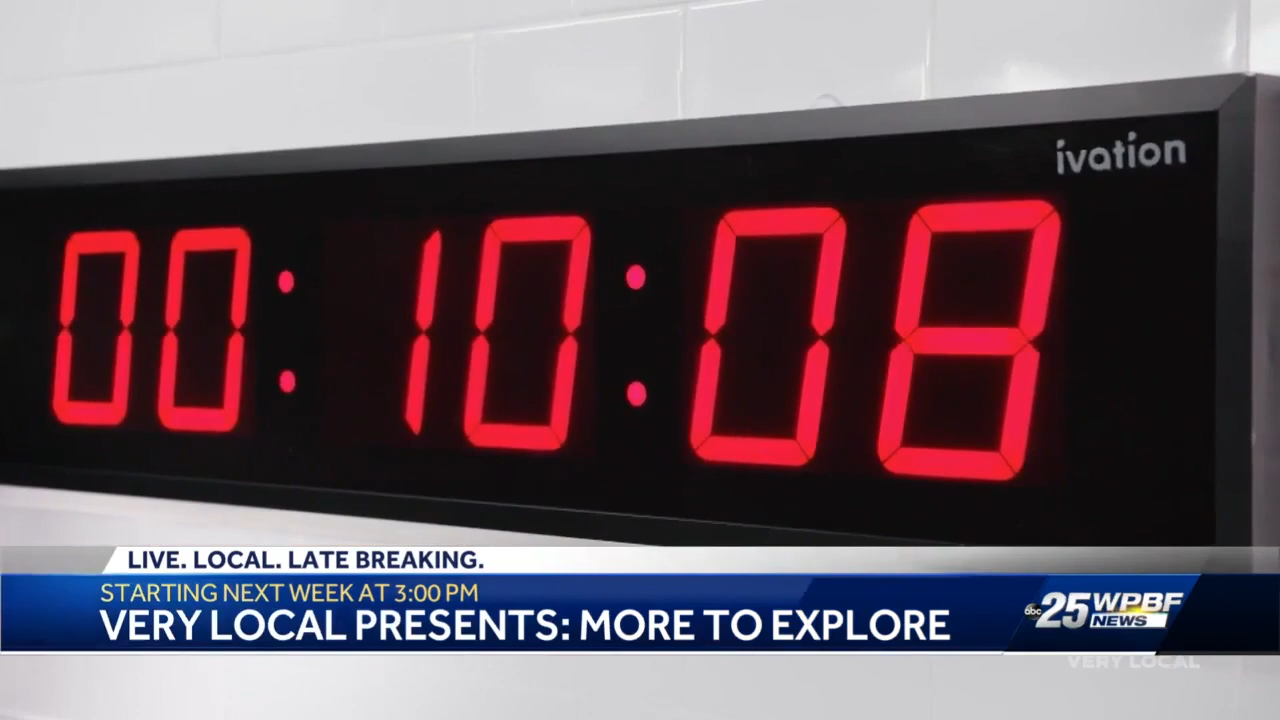 ivation
00:10:08
LIVE. LOCAL. LATE BREAKING.
STARTING NEXT WEEK AT 3:00 PM
VERY LOCAL PRESENTS: MORE TO EXPLORE
abc 25 WPBF
NEWS
VERY LOCAL